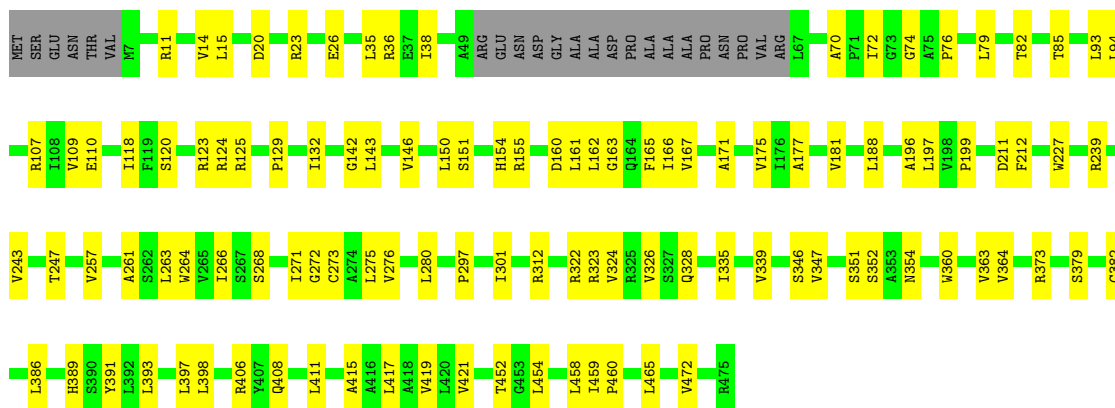 MET SER GLU ASN THR VAL M7 R11 V14 L15 D20 R23 E26 L35 R36 E37 I38 A49 ARG GLU ASN ASP GLY ALA ALA ASP PRO ALA ALA ALA PRO ASN PRO VAL ARG L67 A70 P71 I72 G73 G74 A75 P76 L79 T82 T85 L93
R107 I108 V109 E110 I118 F119 S120 R123 R124 R125 P129 I132 G142 L143 V146 L150 S151 H154 R155 D160 L161 L162 G163 Q164 F165 I166 V167 A171 V175 I176 A177 V181 L188 A196 L197 V198 P199 D211 F212 W227 R239
V243 T247 V257 A261 S262 L263 W264 V265 I266 S267 S268 I271 G272 C273 A274 L275 V276 L280 P297 I301 R312 R322 R323 V324 R325 V326 S327 Q328 I335 V339 S346 V347 S351 S352 A353 N354 W360 V363 V364 R373 S379
L386 H389 S390 Y391 L392 L393 L397 L398 R406 Y407 Q408 L411 A415 A416 L417 A418 V419 L420 V421 T452 G453 L454 L458 I459 P460 L465 V472 R475